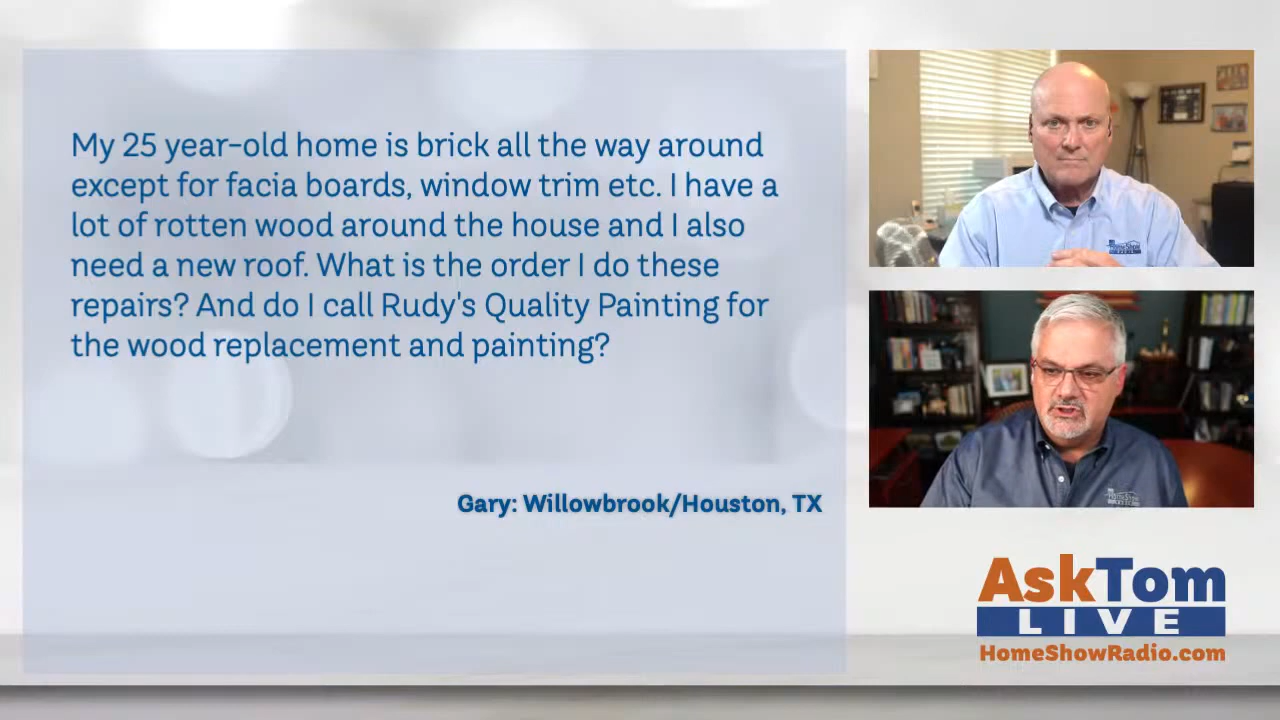 My 25 year-old home is brick all the way around
except for facia boards, window trim etc. I have a
lot of rotten wood around the house and I also
need a new roof. What is the order I do these
repairs? And do I call Rudy's Quality Painting for
the wood replacement and painting?
Gary: Willowbrook/Houston, TX
AskTom
LIVE
HomeShowRadio.com